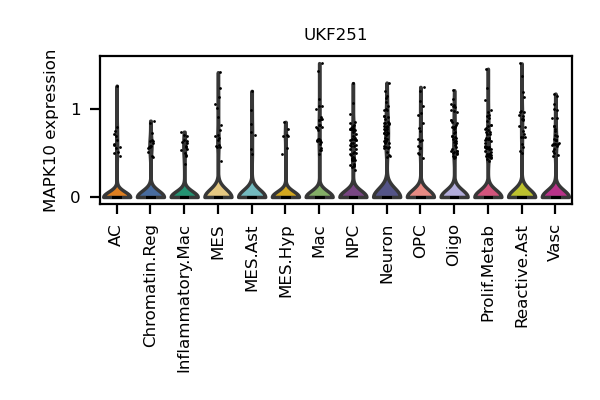 UKF251
MAPK10 expression
1
0
AC
Chromatin.Reg
Inflammatory.Mac
MES
MES.Ast
MES.Hyp
Mac
NPC
Neuron
OPC
Oligo
Prolif.Metab
Reactive.Ast
Vasc